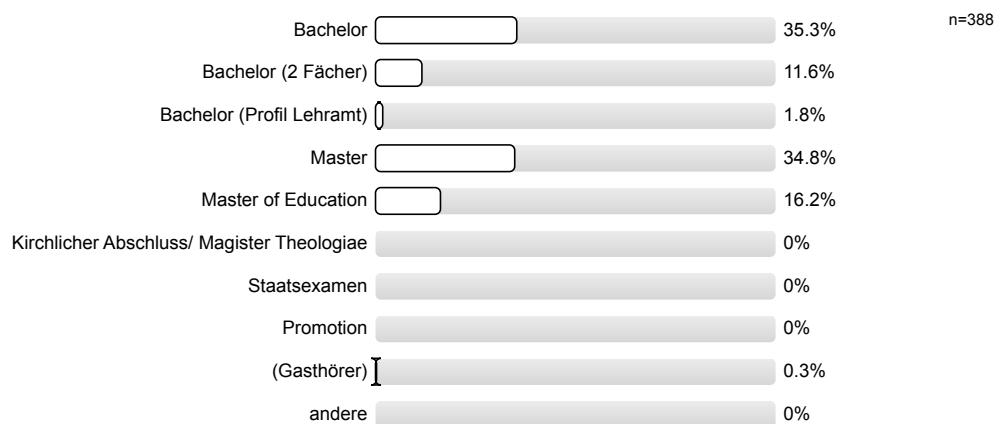 n=388
Bachelor 35.3%
Bachelor (2 Fächer) 11.6%
Bachelor (Profil Lehramt) 1.8%
Master 34.8%
Master of Education 16.2%
Kirchlicher Abschluss/ Magister Theologiae 0%
Staatsexamen 0%
Promotion 0%
(Gasthörer) 0.3%
andere 0%